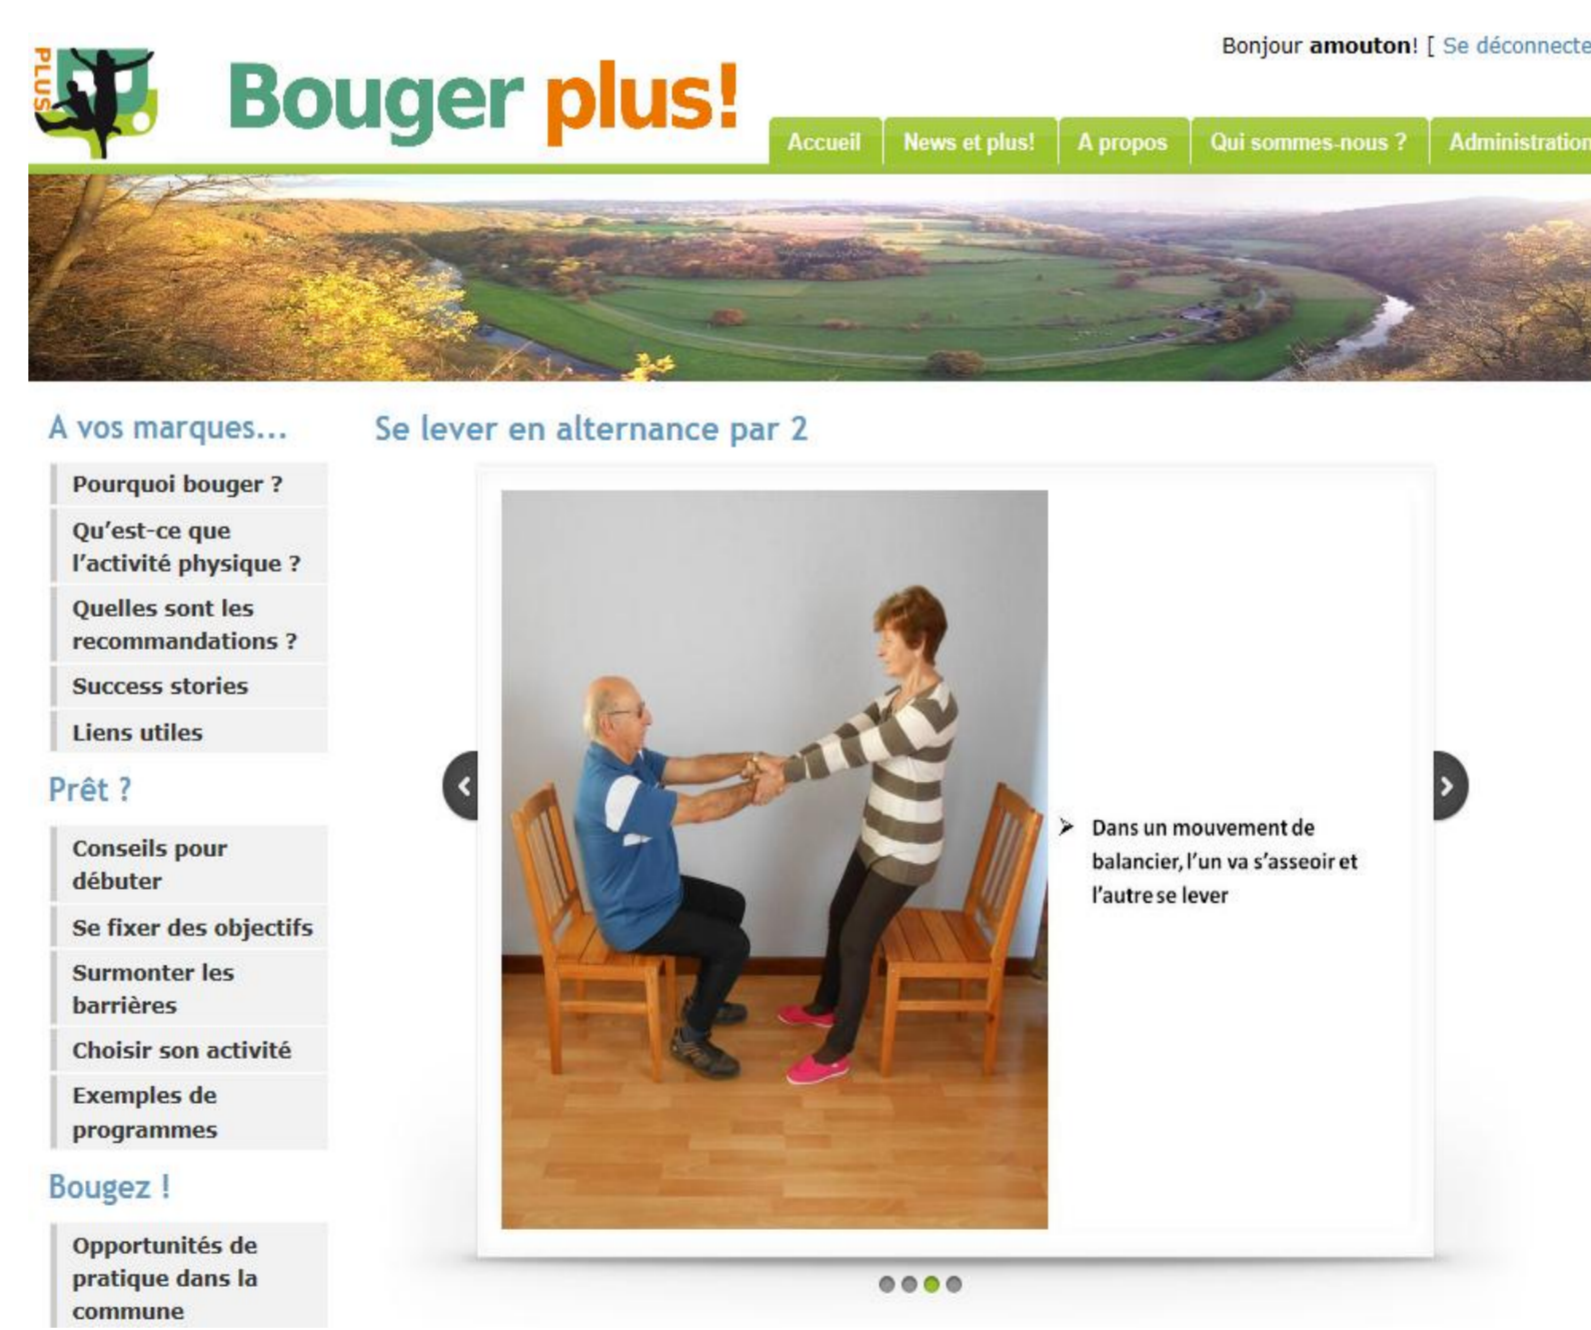 Bonjour amouton! [ Se déconnecte
PLUS
Bouger plus!
Accueil
News et plus!
A propos
Qui sommes-nous ?
Administration
A vos marques...
Pourquoi bouger ?
Qu'est-ce que
l'activité physique ?
Quelles sont les
recommandations ?
Success stories
Liens utiles
Prêt ?
Conseils pour
débuter
Se fixer des objectifs
Surmonter les
barrières
Choisir son activité
Exemples de
programmes
Bougez !
Opportunités de
pratique dans la
commune
Se lever en alternance par 2
➢ Dans un mouvement de
balancier, l'un va s'asseoir et
l'autre se lever